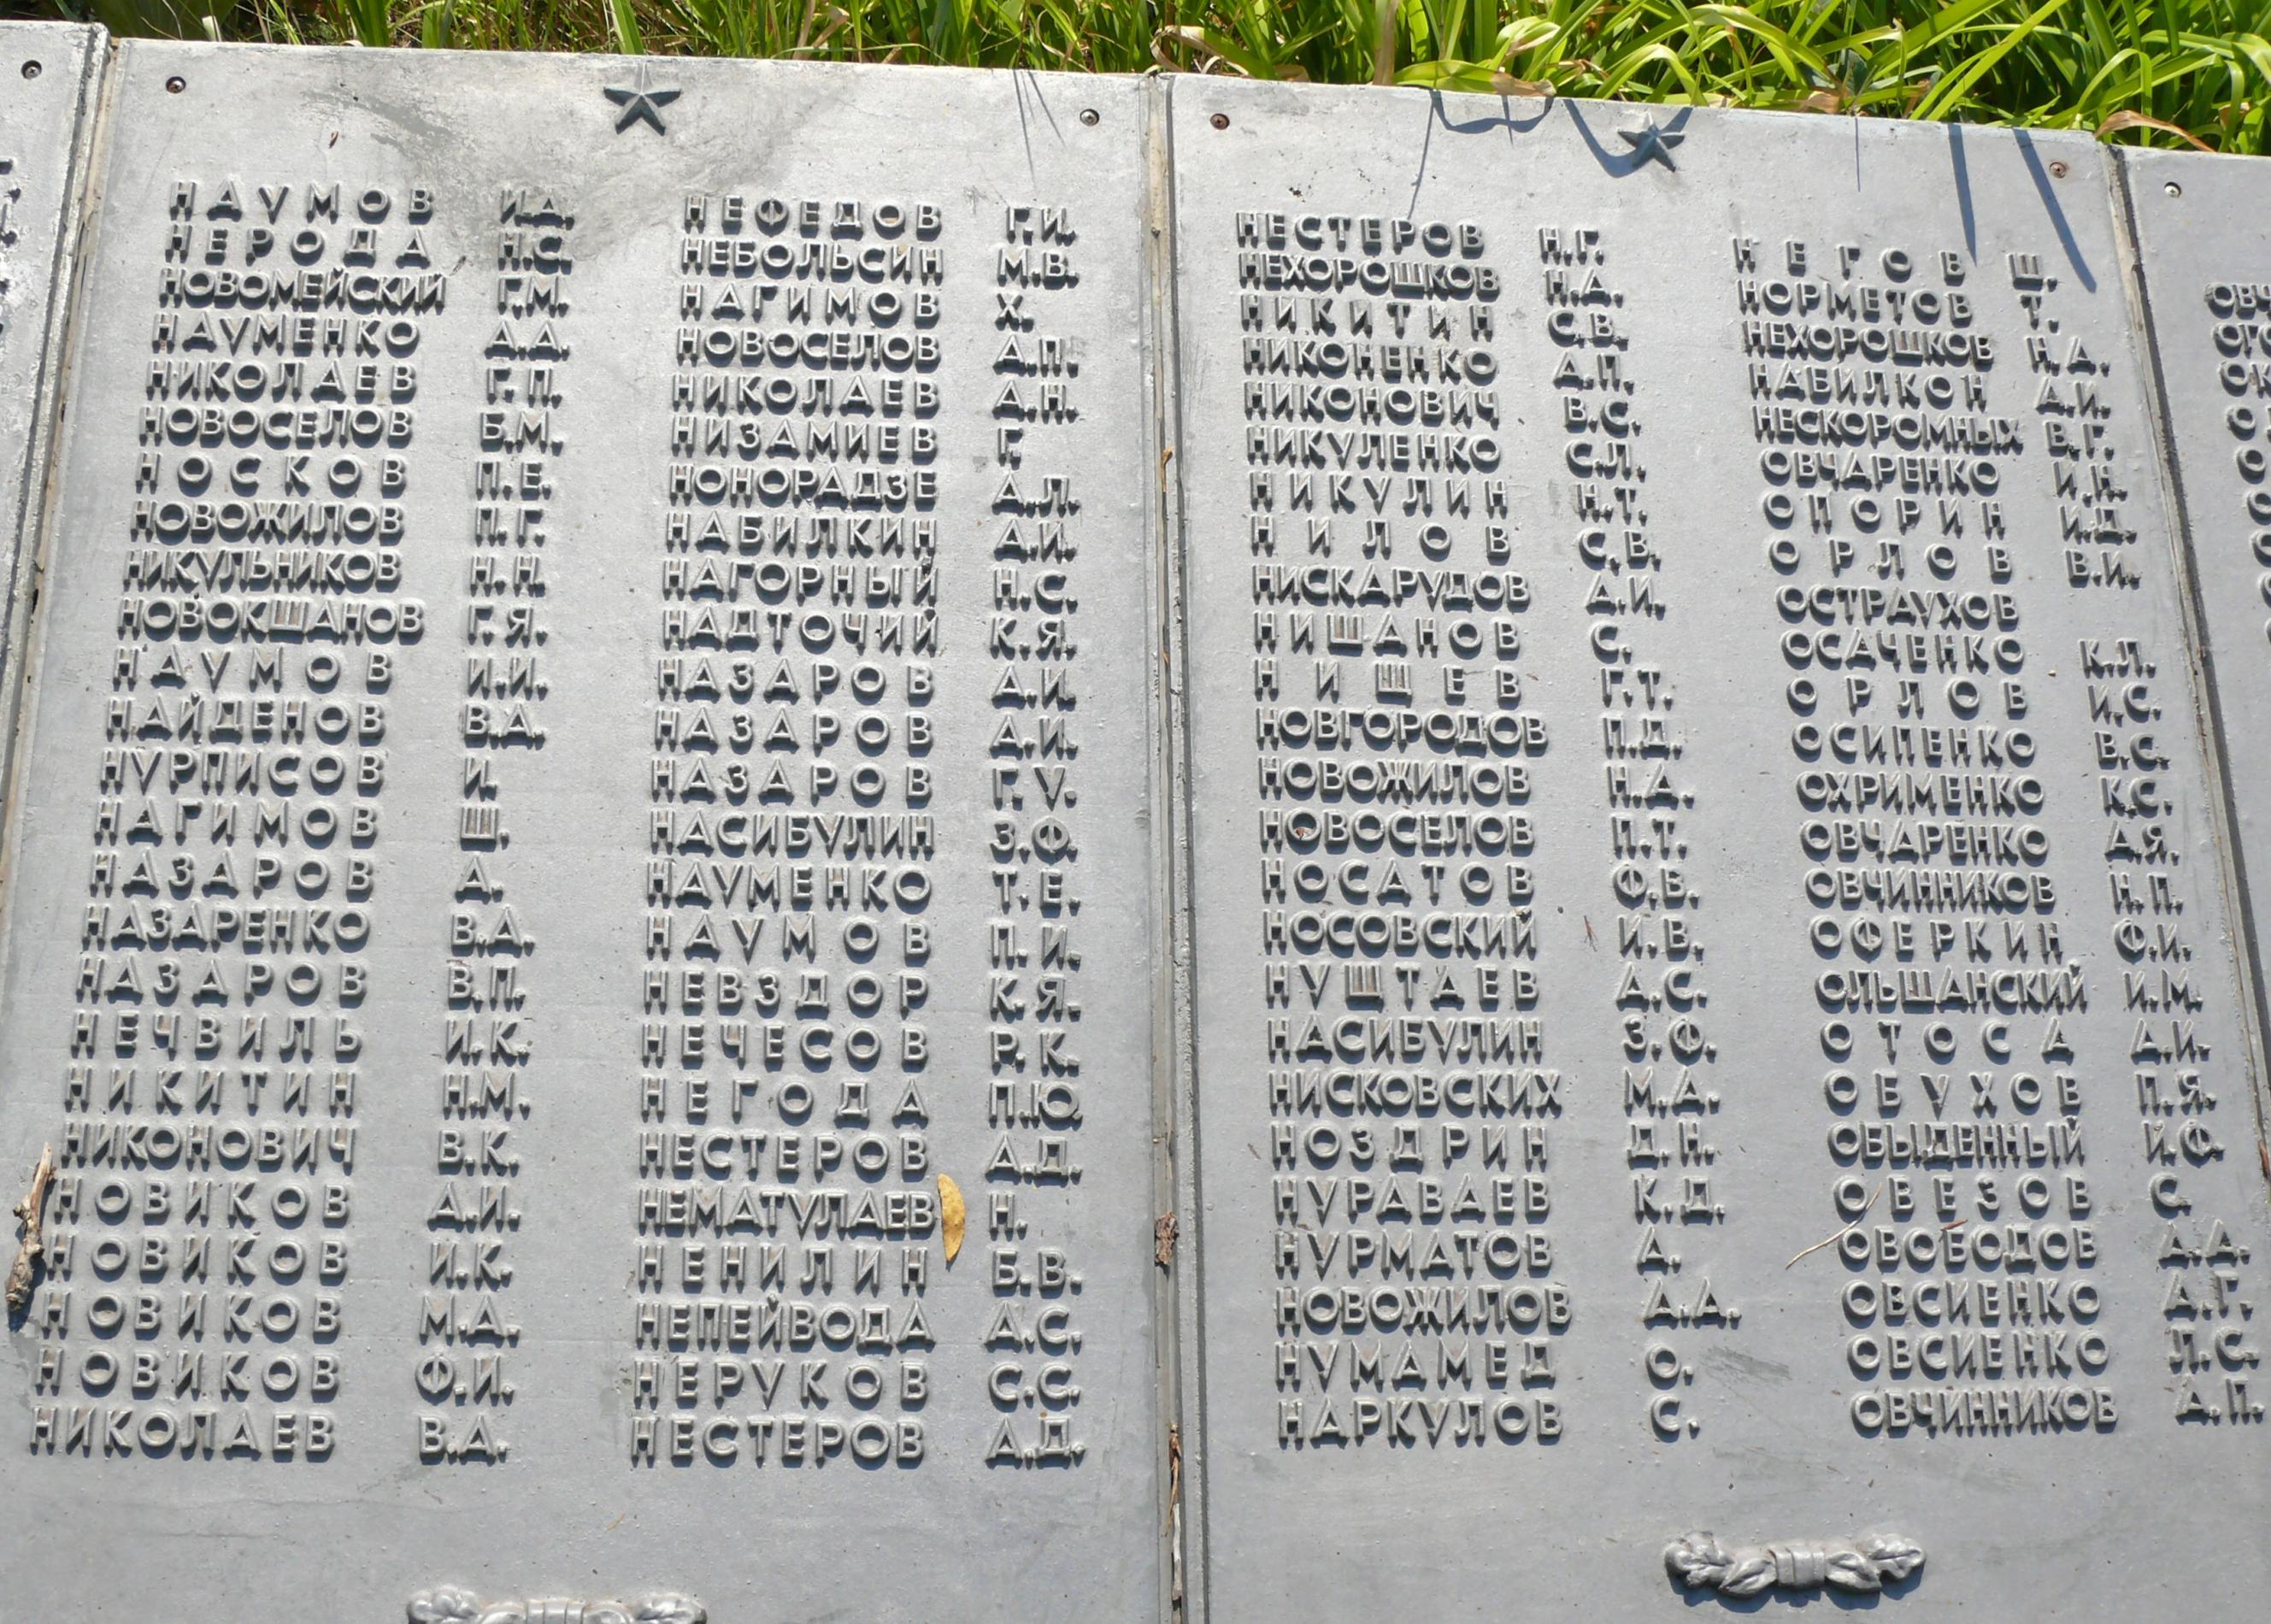 НАУМОВ И.Д.
НЕРОДА Н.С.
НОВОМЕЙСКИЙ Г.М.
НАУМЕНКО А.А.
НИКОЛАЕВ Г.П.
НОВОСЕЛОВ Б.М.
НОСКОВ П.Е.
НОВОЖИЛОВ П.Г.
НИКУЛЬНИКОВ Н.Н.
НОВОКШАНОВ Г.Я.
НАУМОВ И.И.
НАЙДЕНОВ В.А.
НУРПИСОВ И.
НАГИМОВ Ш.
НАЗАРОВ А.
НАЗАРЕНКО В.Д.
НАЗАРОВ В.П.
НЕЧВИЛЬ И.К.
НИКИТИН Н.М.
НИКОНОВИЧ В.К.
НОВИКОВ А.И.
НОВИКОВ И.К.
НОВИКОВ М.А.
НОВИКОВ Ф.И.
НИКОЛАЕВ В.А.
НЕФЕДОВ Г.И.
НЕБОЛЬСИН М.В.
НАГИМОВ Х.
НОВОСЕЛОВ А.П.
НИКОЛАЕВ А.Н.
НИЗАМИЕВ Г.
НОНОРАДЗЕ А.Л.
НАБИЛКИН А.И.
НАГОРНЫЙ Н.С.
НАДТОЧИЙ К.Я.
НАЗАРОВ А.И.
НАЗАРОВ А.И.
НАЗАРОВ Г.У.
НАСИБУЛИН З.Ф.
НАУМЕНКО Т.Е.
НАУМОВ П.И.
НЕВЗДОР К.Я.
НЕЧЕСОВ Р.К.
НЕГОДА П.Ю.
НЕСТЕРОВ А.Д.
НЕМАТУЛАЕВ Н.
НЕНИЛИН Б.В.
НЕПЕЙВОДА А.С.
НЕРУКОВ С.С.
НЕСТЕРОВ А.Д.
НЕСТЕРОВ Н.Г.
НЕХОРОШКОВ Н.А.
НИКИТИН С.В.
НИКОНЕНКО А.П.
НИКОНОВИЧ В.С.
НИКУЛЕНКО С.Л.
НИКУЛИН Н.Т.
НИЛОВ С.В.
НИСКАРУДОВ А.И.
НИШАНОВ С.
НИЩЕВ Г.Т.
НОВГОРОДОВ П.Д.
НОВОЖИЛОВ Н.А.
НОВОСЕЛОВ П.Т.
НОСАТОВ Ф.В.
НОСОВСКИЙ И.В.
НУШТАЕВ А.С.
НАСИБУЛИН З.Ф.
НИСКОВСКИХ М.А.
НОЗДРИН Д.Н.
НУРАВАЕВ К.Д.
НУРМАТОВ А.
НОВОЖИЛОВ А.А.
НУМАМЕД О.
НАРКУЛОВ С.
НЕГОВ Ш.
НОРМЕТОВ Т.
НЕХОРОШКОВ Н.А.
НАБИЛКОН А.И.
НЕСКОРОМНЫХ В.Г.
ОВЧАРЕНКО И.Н.
ОПОРИН И.Д.
ОРЛОВ В.И.
ОСТРАУХОВ
ОСАЧЕНКО К.Л.
ОРЛОВ И.С.
ОСИПЕНКО В.С.
ОХРИМЕНКО К.С.
ОВЧАРЕНКО А.Я.
ОВЧИННИКОВ Н.П.
ОФЕРКИН Ф.И.
ОЛЬШАНСКИЙ И.М.
ОТОСА А.И.
ОБУХОВ П.Я.
ОБЫДЕННЫЙ И.Ф.
ОВЕЗОВ С.
ОВОБОДОВ А.А.
ОВСИЕНКО А.Г.
ОВСИЕНКО Л.С.
ОВЧИННИКОВ А.П.